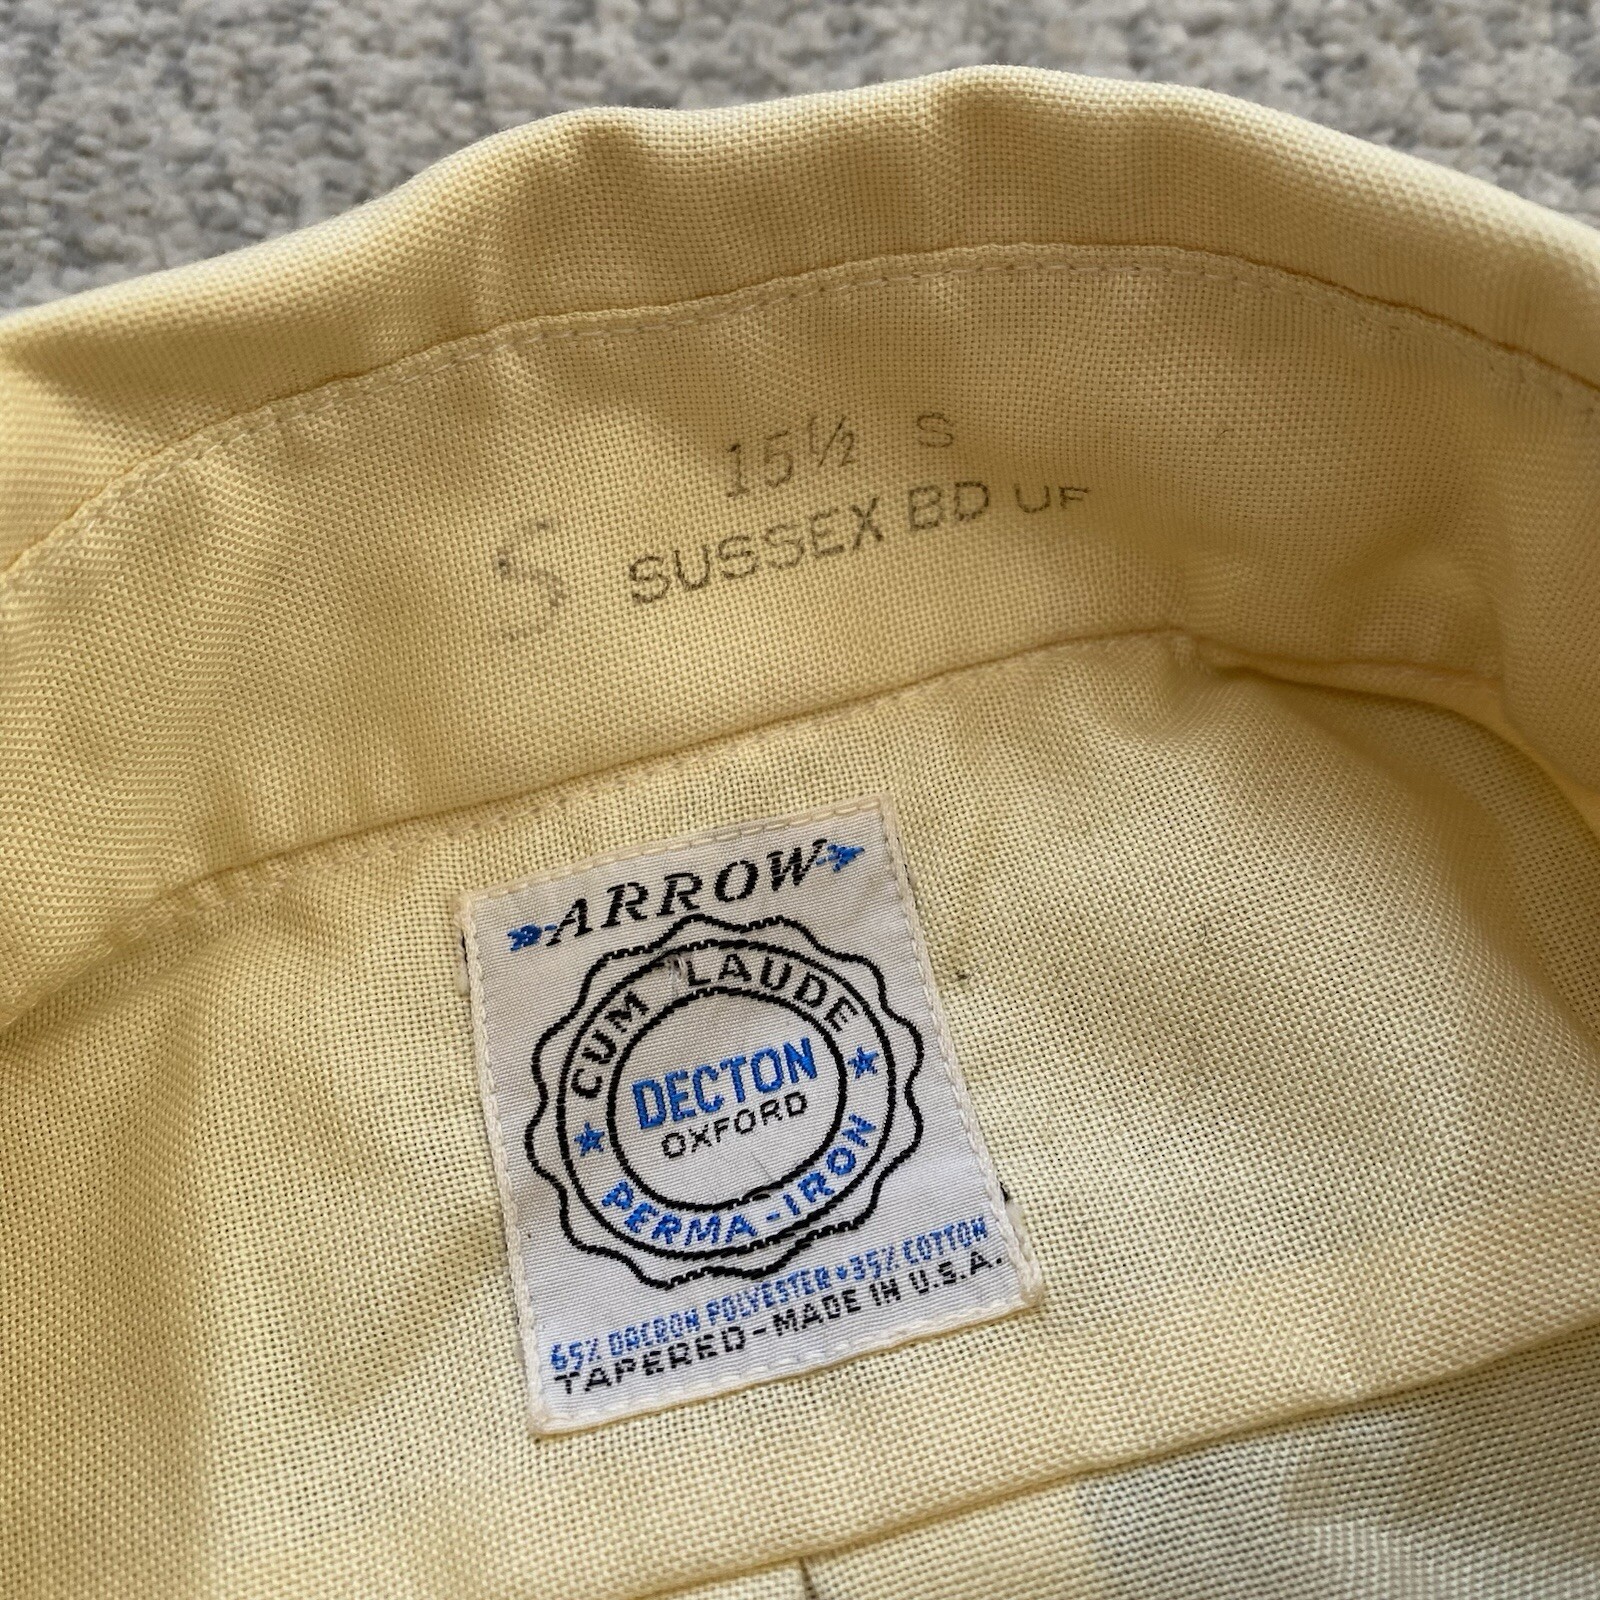 15½ S
S SUSSEX BD UF
ARROW
CUM LAUDE
DECTON
OXFORD
PERMA-IRON
65% DACRON POLYESTER • 35% COTTON
TAPERED-MADE IN U.S.A.